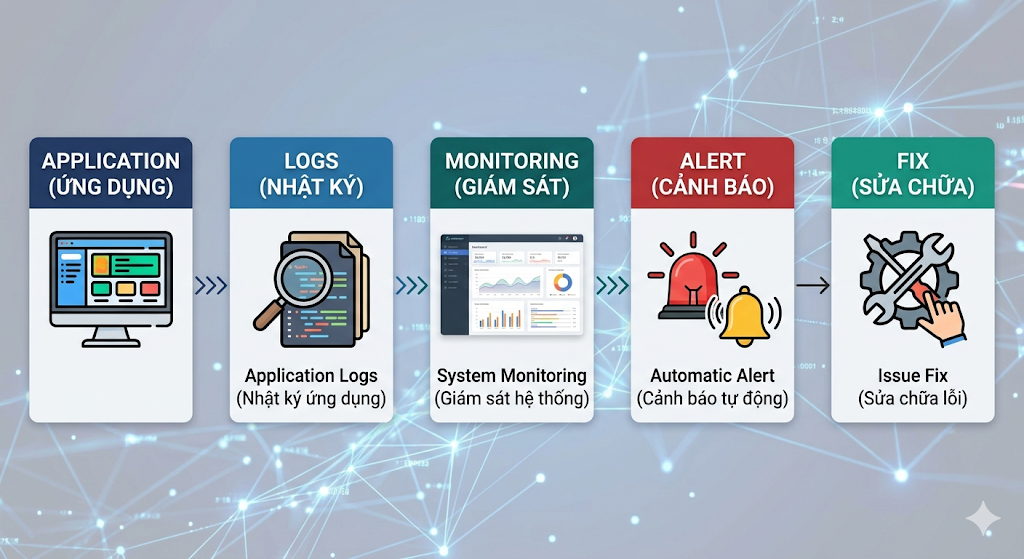 APPLICATION
(ỨNG DỤNG)
LOGS
(NHẬT KÝ)
MONITORING
(GIÁM SÁT)
ALERT
(CẢNH BÁO)
FIX
(SỬA CHỮA)
Application Logs
(Nhật ký ứng dụng)
System Monitoring
(Giám sát hệ thống)
Automatic Alert
(Cảnh báo tự động)
Issue Fix
(Sửa chữa lỗi)